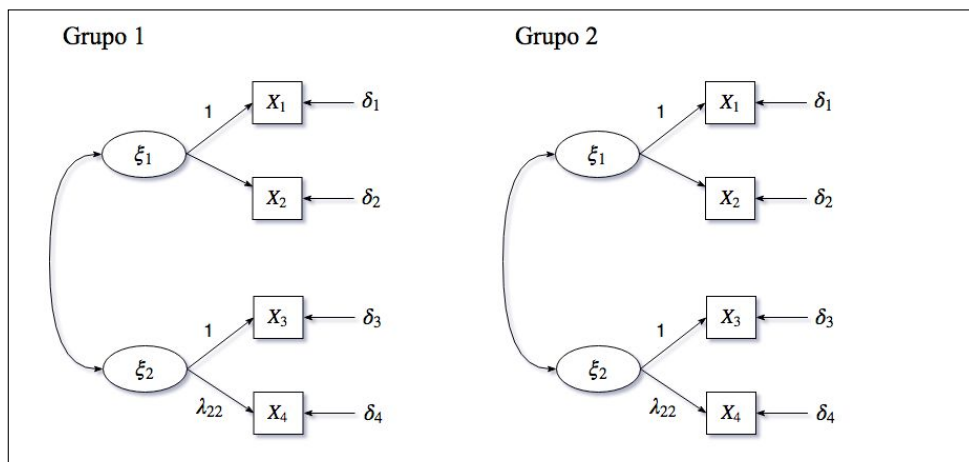 Grupo 1 Grupo 2
X₁ δ₁ X₁ δ₁
1 1
ξ₁ ξ₁
X₂ δ₂ X₂ δ₂
X₃ δ₃ X₃ δ₃
1 1
ξ₂ ξ₂
λ₂₂ X₄ δ₄ λ₂₂ X₄ δ₄